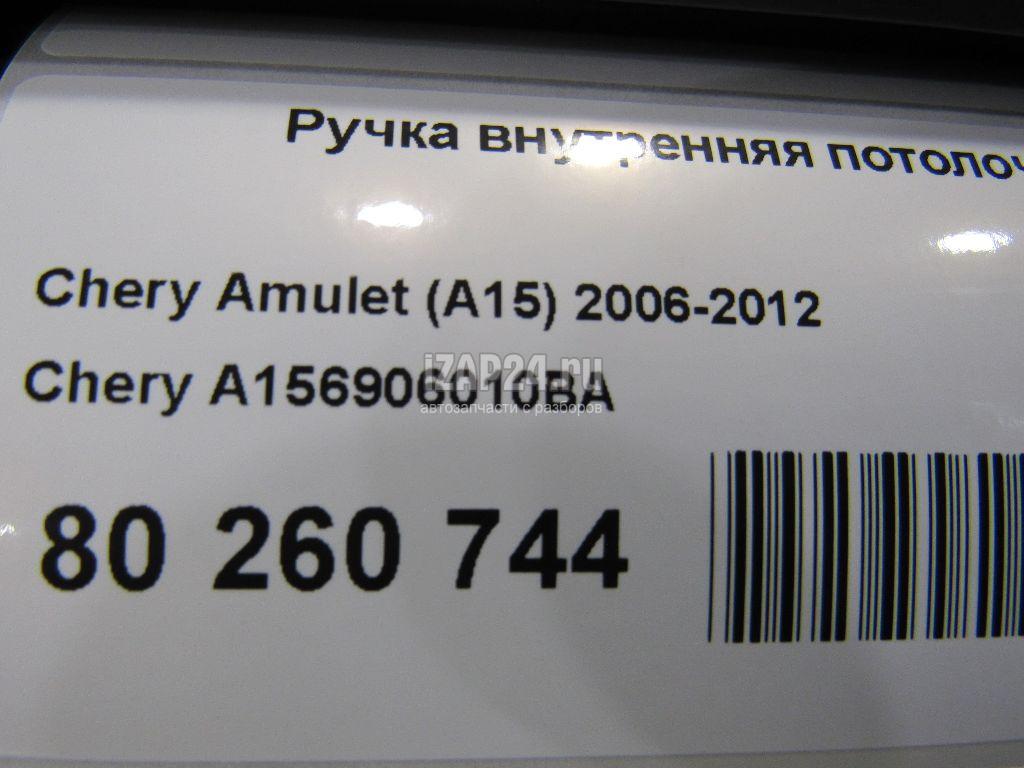 Ручка внутренняя потолоч
Chery Amulet (A15) 2006-2012
iZAP24.ru
Chery A156906010BA
автозапчасти с разборов
80 260 744